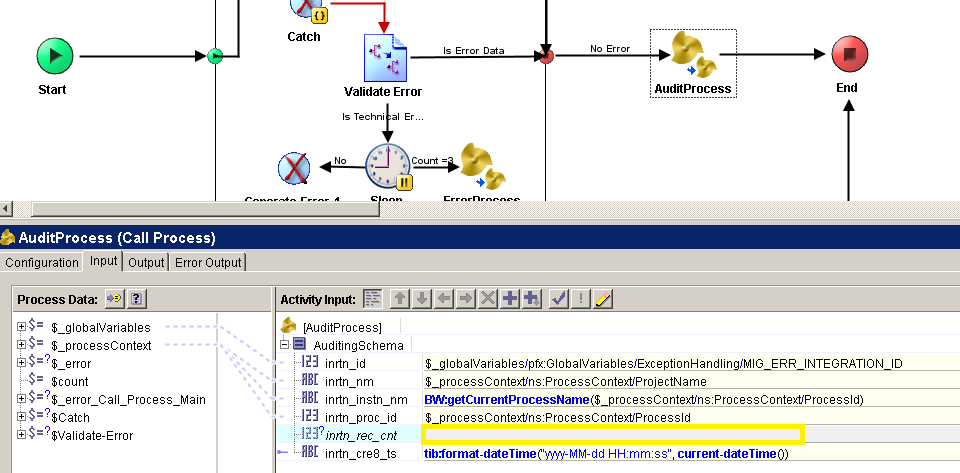 Catch
Is Error Data
No Error
Start
Validate Error
AuditProcess
End
Is Technical Er...
No
Count =3
Generate Error-1
Sleep
ErrorProcess
AuditProcess (Call Process)
Configuration Input Output Error Output
Process Data:
Activity Input:
$_globalVariables
$_processContext
$_error
$count
$_error_Call_Process_Main
$Catch
$Validate-Error
[AuditProcess]
AuditingSchema
inrtn_id $_globalVariables/pfx:GlobalVariables/ExceptionHandling/MIG_ERR_INTEGRATION_ID
inrtn_nm $_processContext/ns:ProcessContext/ProjectName
inrtn_instn_nm BW:getCurrentProcessName($_processContext/ns:ProcessContext/ProcessId)
inrtn_proc_id $_processContext/ns:ProcessContext/ProcessId
inrtn_rec_cnt
inrtn_cre8_ts tib:format-dateTime("yyyy-MM-dd HH:mm:ss", current-dateTime())